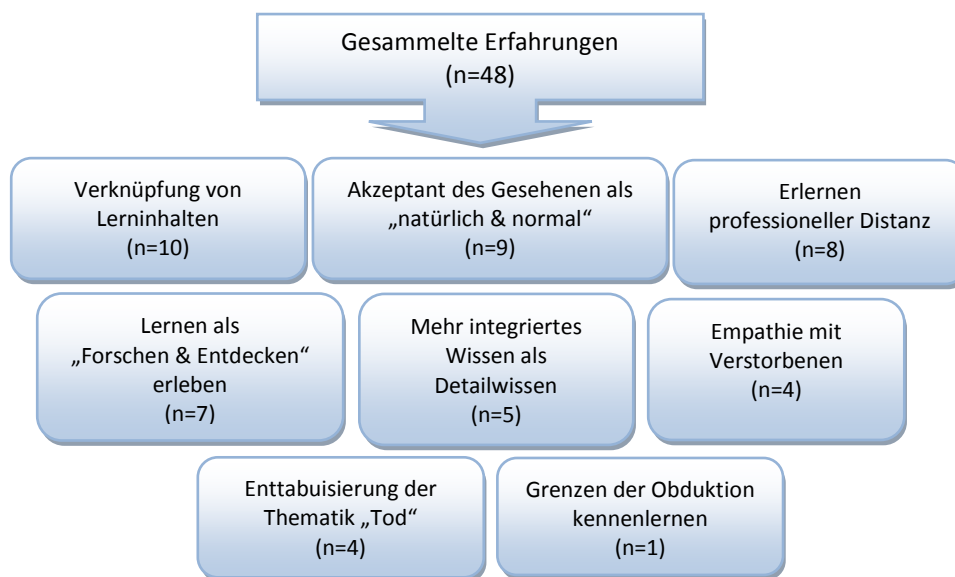 Gesammelte Erfahrungen
(n=48)
Verknüpfung von
Lerninhalten
(n=10)
Akzeptant des Gesehenen als
„natürlich & normal“
(n=9)
Erlernen
professioneller Distanz
(n=8)
Lernen als
„Forschen & Entdecken“
erleben
(n=7)
Mehr integriertes
Wissen als
Detailwissen
(n=5)
Empathie mit
Verstorbenen
(n=4)
Enttabuisierung der
Thematik „Tod“
(n=4)
Grenzen der Obduktion
kennenlernen
(n=1)